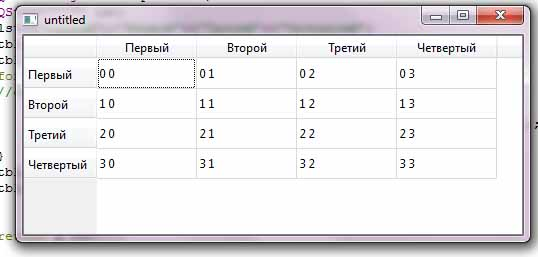 untitled
Первый Второй Третий Четвертый
Первый 0 0 0 1 0 2 0 3
Второй 1 0 1 1 1 2 1 3
Третий 2 0 2 1 2 2 2 3
Четвертый 3 0 3 1 3 2 3 3